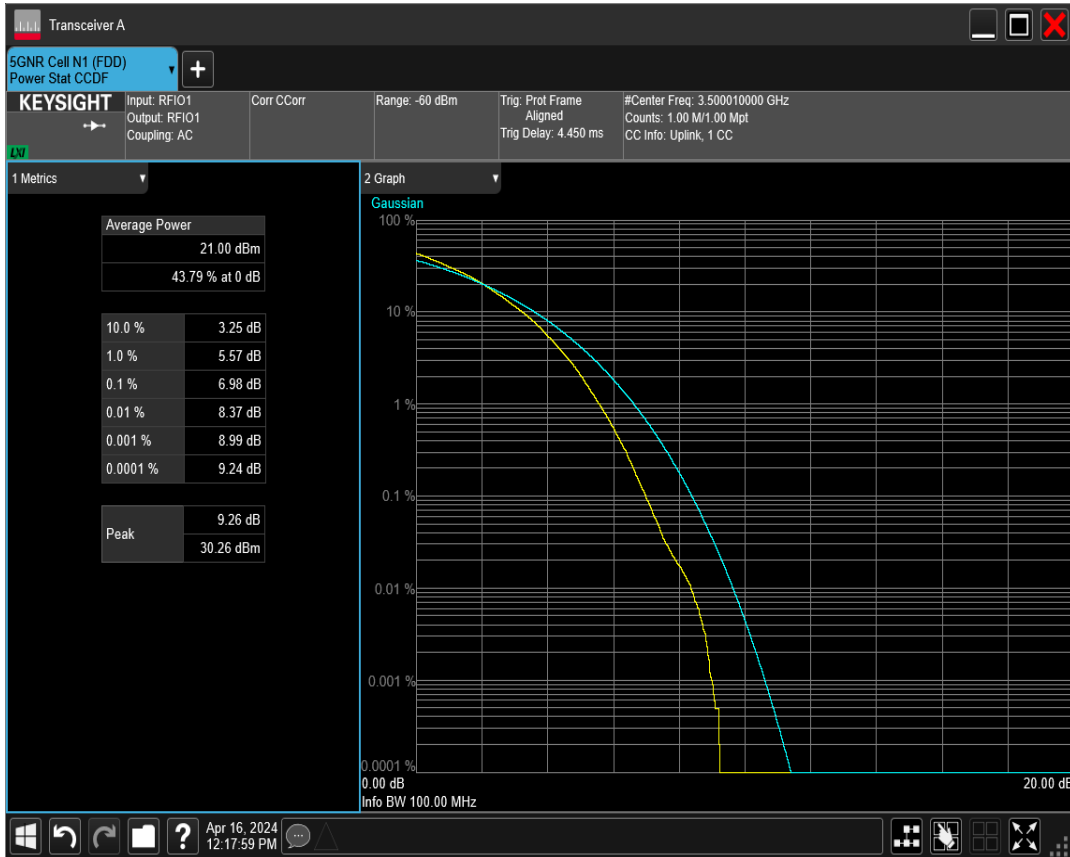 Transceiver A
5GNR Cell N1 (FDD)
Power Stat CCDF
+
KEYSIGHT
LXI
Input: RFIO1
Output: RFIO1
Coupling: AC
Corr CCorr
Range: -60 dBm
Trig: Prot Frame
Aligned
Trig Delay: 4.450 ms
#Center Freq: 3.500010000 GHz
Counts: 1.00 M/1.00 Mpt
CC Info: Uplink, 1 CC
1 Metrics
Average Power
21.00 dBm
43.79 % at 0 dB
10.0 % 3.25 dB
1.0 % 5.57 dB
0.1 % 6.98 dB
0.01 % 8.37 dB
0.001 % 8.99 dB
0.0001 % 9.24 dB
Peak
9.26 dB
30.26 dBm
2 Graph
Gaussian
100 %
10 %
1 %
0.1 %
0.01 %
0.001 %
0.0001 %
0.00 dB 20.00 dB
Info BW 100.00 MHz
?
Apr 16, 2024
12:17:59 PM